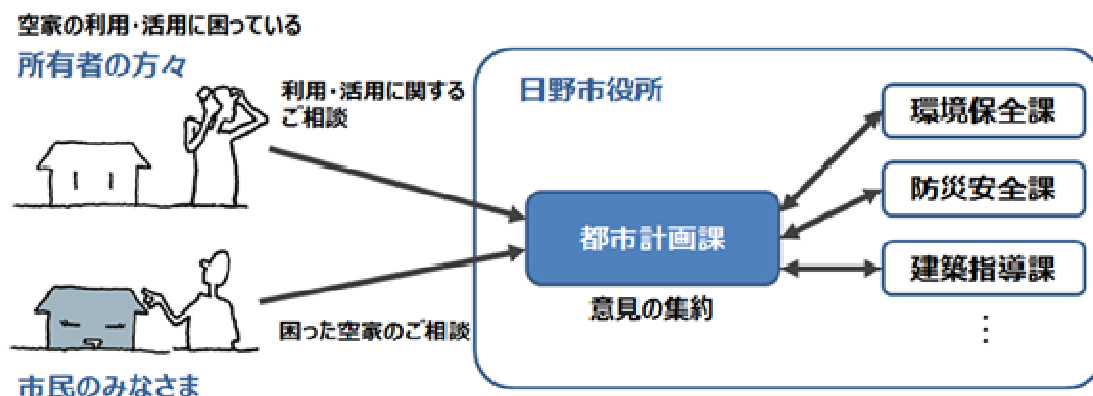 空家の利用・活用に困っている
所有者の方々
利用・活用に関する
ご相談
日野市役所
環境保全課
防災安全課
都市計画課
建築指導課
意見の集約
⋮
困った空家のご相談
市民のみなさま